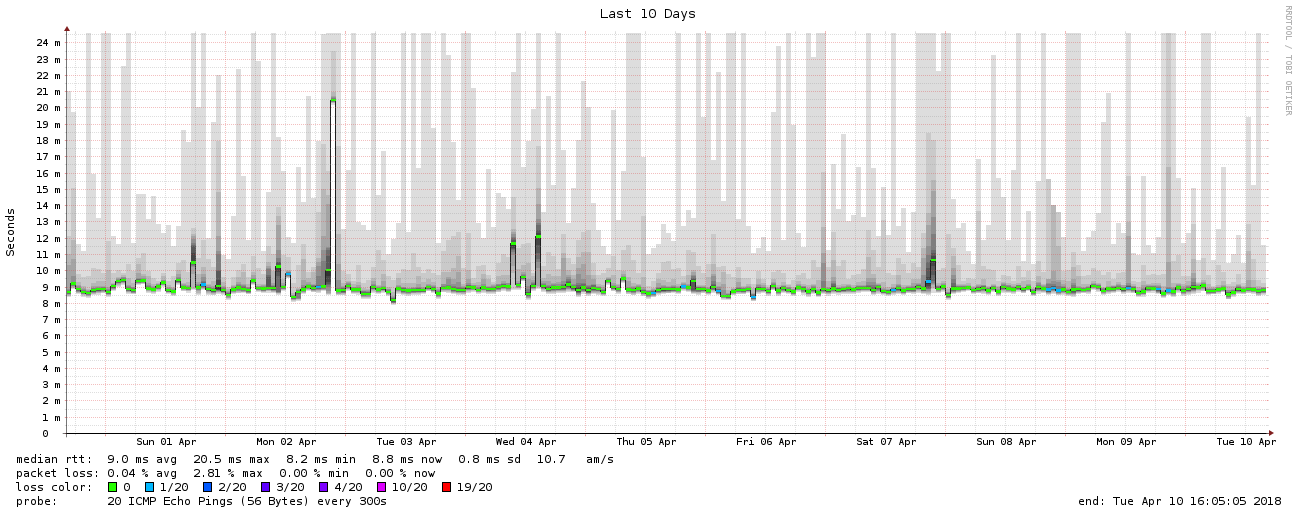 Last 10 Days
RRDTOOL / TOBI OETIKER
Seconds
24 m
23 m
22 m
21 m
20 m
19 m
18 m
17 m
16 m
15 m
14 m
13 m
12 m
11 m
10 m
9 m
8 m
7 m
6 m
5 m
4 m
3 m
2 m
1 m
0
Sun 01 Apr Mon 02 Apr Tue 03 Apr Wed 04 Apr Thu 05 Apr Fri 06 Apr Sat 07 Apr Sun 08 Apr Mon 09 Apr Tue 10 Apr
median rtt: 9.0 ms avg 20.5 ms max 8.2 ms min 8.8 ms now 0.8 ms sd 10.7 am/s
packet loss: 0.04 % avg 2.81 % max 0.00 % min 0.00 % now
loss color: 0 1/20 2/20 3/20 4/20 10/20 19/20
probe: 20 ICMP Echo Pings (56 Bytes) every 300s end: Tue Apr 10 16:05:05 2018